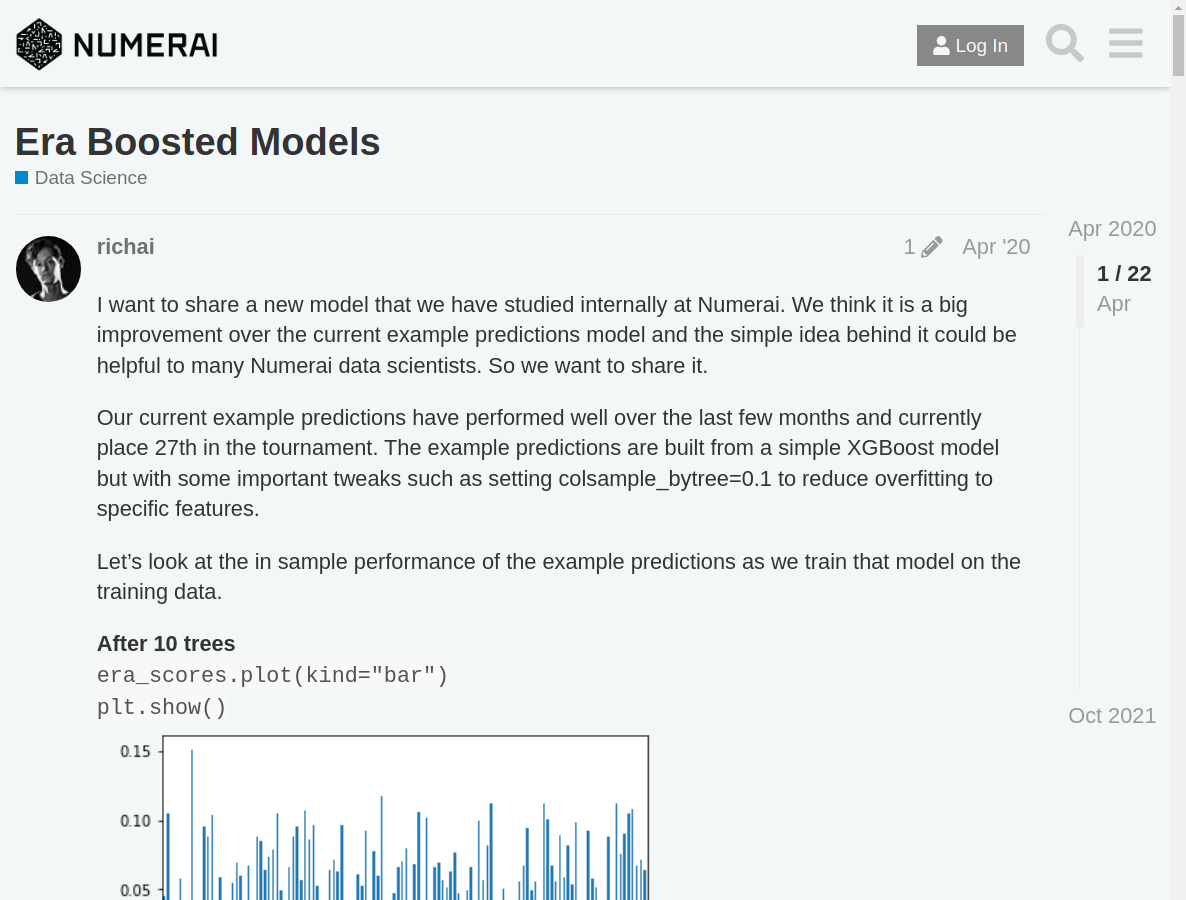 NUMERAI
Log In
Era Boosted Models
Data Science
Apr 2020
richai
1
Apr '20
1 / 22
Apr
I want to share a new model that we have studied internally at Numerai. We think it is a big
improvement over the current example predictions model and the simple idea behind it could be
helpful to many Numerai data scientists. So we want to share it.
Our current example predictions have performed well over the last few months and currently
place 27th in the tournament. The example predictions are built from a simple XGBoost model
but with some important tweaks such as setting colsample_bytree=0.1 to reduce overfitting to
specific features.
Let’s look at the in sample performance of the example predictions as we train that model on the
training data.
After 10 trees
era_scores.plot(kind="bar")
plt.show()
Oct 2021
0.15
0.10
0.05